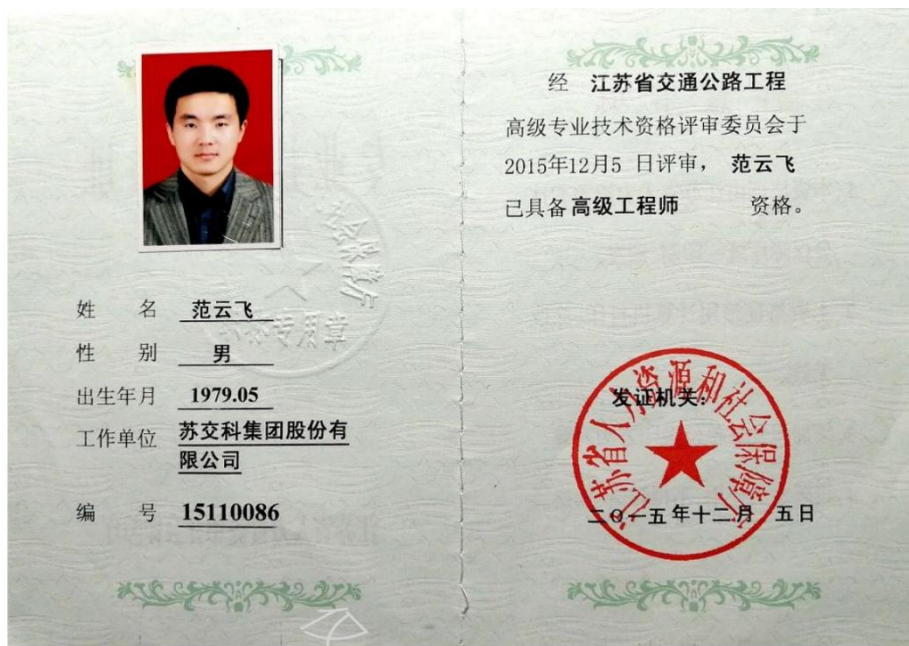 姓 名 范云飞
性 别 男
出生年月 1979.05
工作单位 苏交科集团股份有
限公司
编 号 15110086
经 江苏省交通公路工程
高级专业技术资格评审委员会于
2015年12月5 日评审， 范云飞
已具备 高级工程师 资格。
江苏省人力资源和社会保障厅
发证机关:
二〇一五年十二月 五日